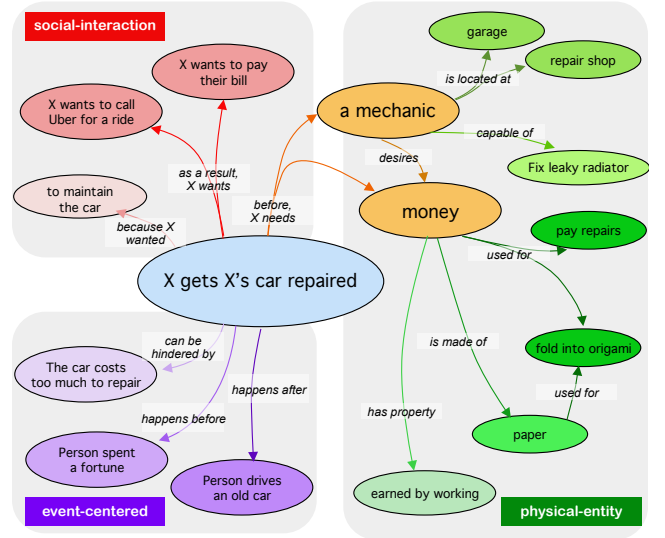 social-interaction
X wants to pay
their bill
X wants to call
Uber for a ride
to maintain
the car
as a result,
X wants
because X
wanted
before,
X needs
X gets X's car repaired
a mechanic
garage
repair shop
is located at
capable of
Fix leaky radiator
desires
money
pay repairs
used for
fold into origami
is made of
used for
paper
has property
earned by working
physical-entity
can be
hindered by
The car costs
too much to repair
happens after
happens before
Person spent
a fortune
Person drives
an old car
event-centered